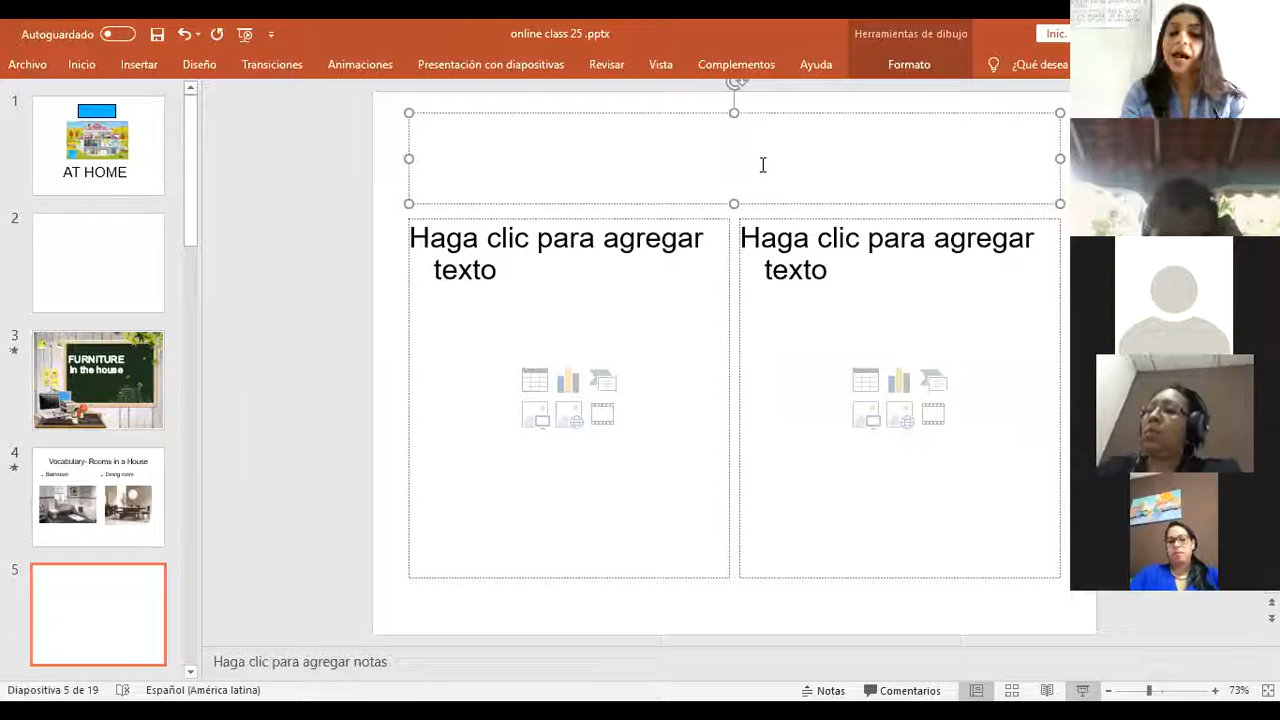 Autoguardado
online class 25 .pptx
Herramientas de dibujo
Inic.
Archivo
Inicio
Insertar
Diseño
Transiciones
Animaciones
Presentación con diapositivas
Revisar
Vista
Complementos
Ayuda
Formato
¿Qué desea
1
AT HOME
2
3
FURNITURE
In the house
4
Vocabulary- Rooms in a House
• Bathroom
• Dining room
5
Haga clic para agregar
texto
Haga clic para agregar
texto
Haga clic para agregar notas
Diapositiva 5 de 19
Español (América latina)
Notas
Comentarios
73%